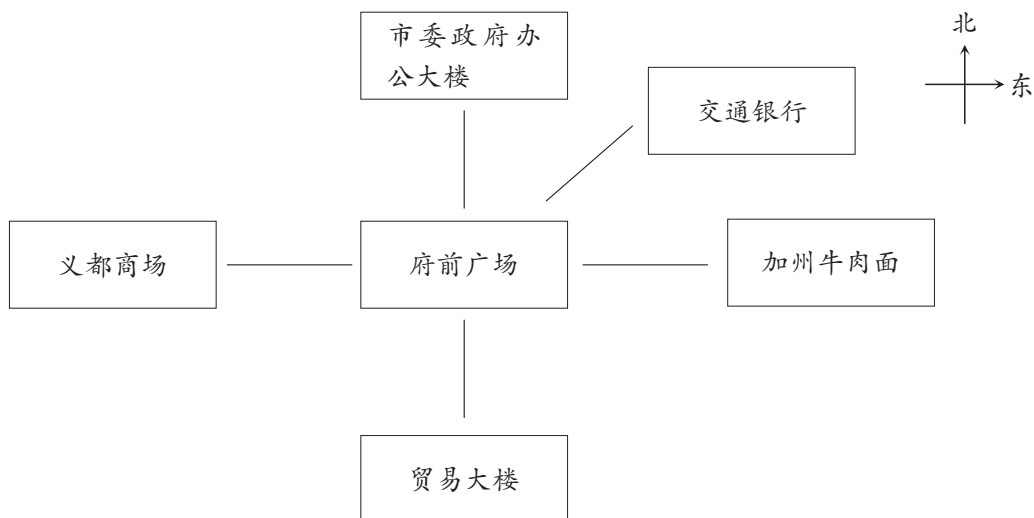 市委政府办
公大楼
北
东
交通银行
义都商场
府前广场
加州牛肉面
贸易大楼